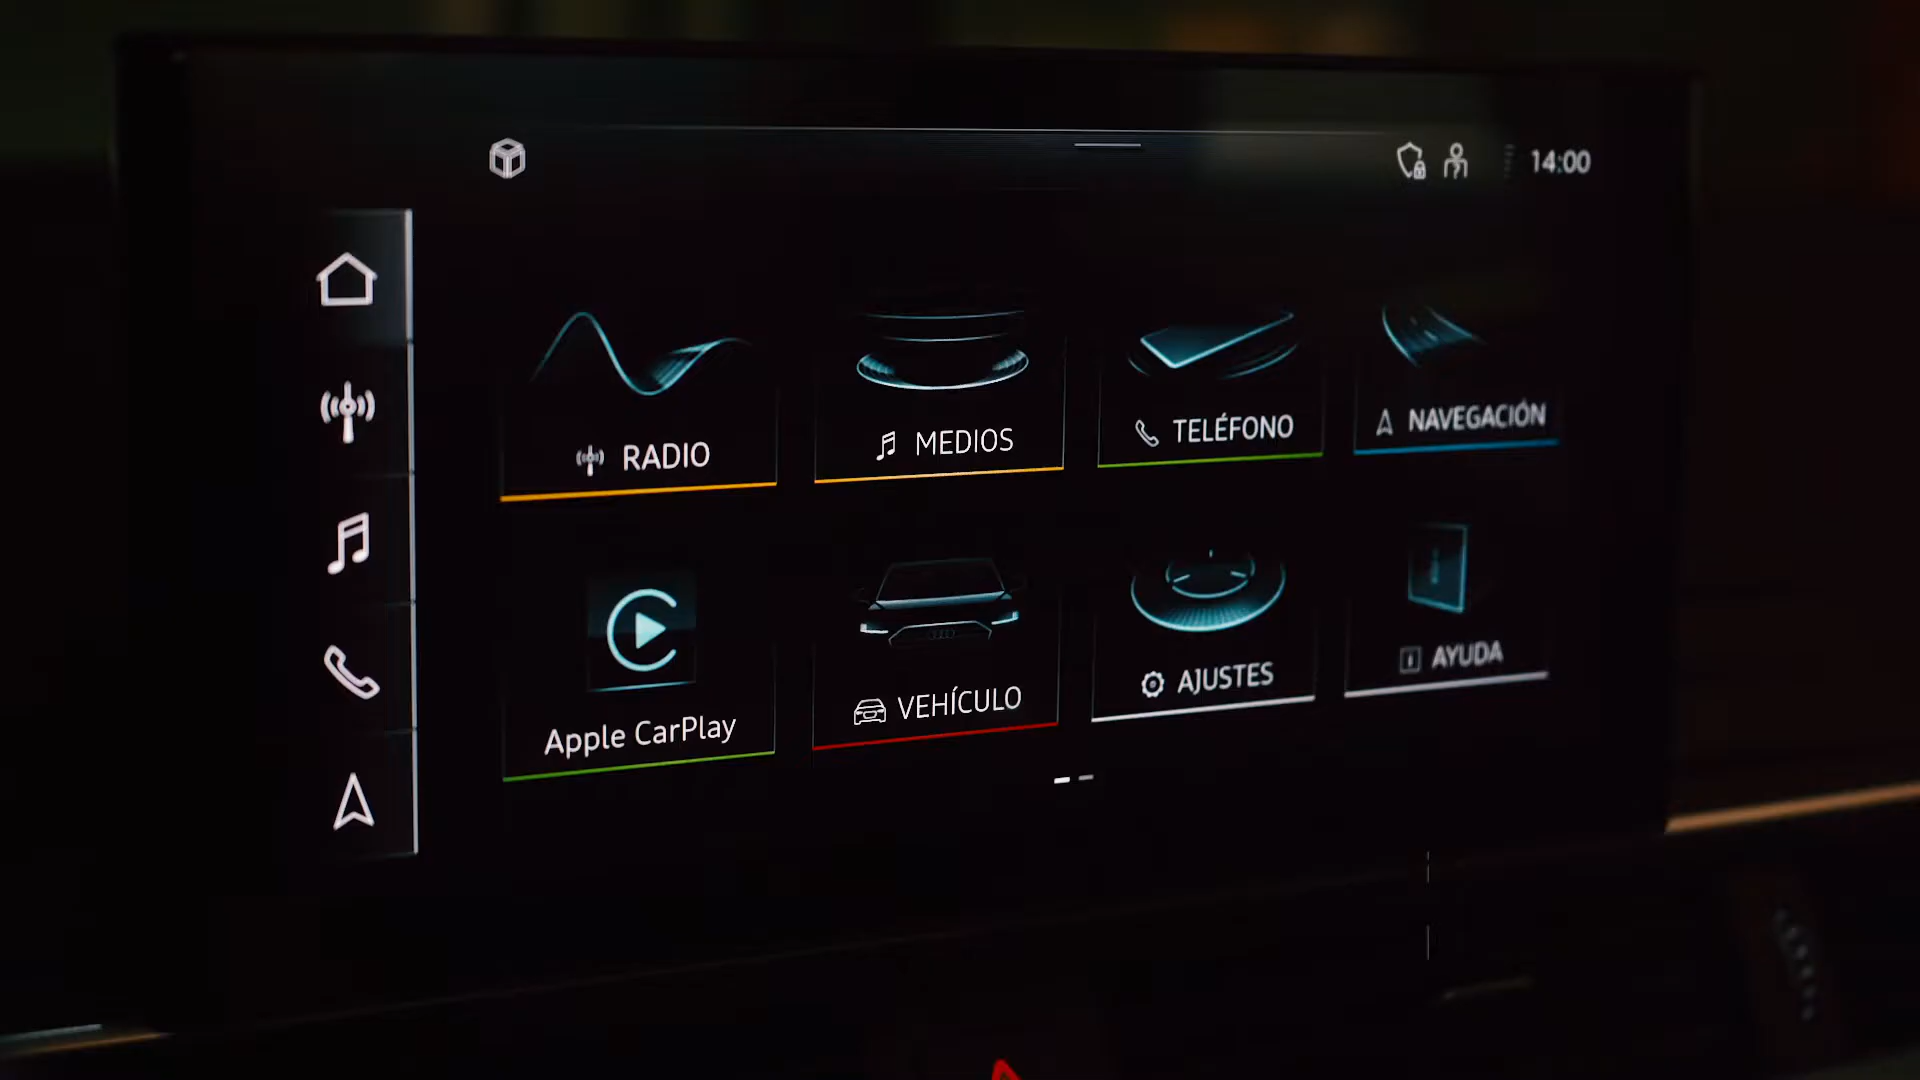 14:00
RADIO
MEDIOS
TELÉFONO
NAVEGACIÓN
Apple CarPlay
VEHÍCULO
AJUSTES
AYUDA